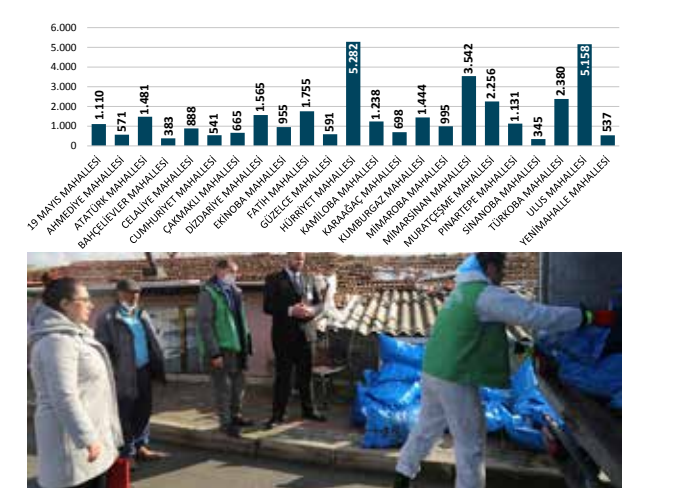 6.000
5.000
4.000
3.000
2.000
1.000
0
1.110
571
1.481
383
888
541
665
1.565
955
1.755
591
5.282
1.238
698
1.444
995
3.542
2.256
1.131
345
2.380
5.158
537
19 MAYIS MAHALLESİ
AHMEDİYE MAHALLESİ
ATATÜRK MAHALLESİ
BAHÇELİEVLER MAHALLESİ
CELALİYE MAHALLESİ
CUMHURİYET MAHALLESİ
ÇAKMAKLI MAHALLESİ
DİZDARİYE MAHALLESİ
EKİNOBA MAHALLESİ
FATİH MAHALLESİ
GÜZELCE MAHALLESİ
HÜRRİYET MAHALLESİ
KAMİLOBA MAHALLESİ
KARAAĞAÇ MAHALLESİ
KUMBURGAZ MAHALLESİ
MİMAROBA MAHALLESİ
MİMARSİNAN MAHALLESİ
MURATÇEŞME MAHALLESİ
PINARTEPE MAHALLESİ
SİNANOBA MAHALLESİ
TÜRKOBA MAHALLESİ
ULUS MAHALLESİ
YENİMAHALLE MAHALLESİ